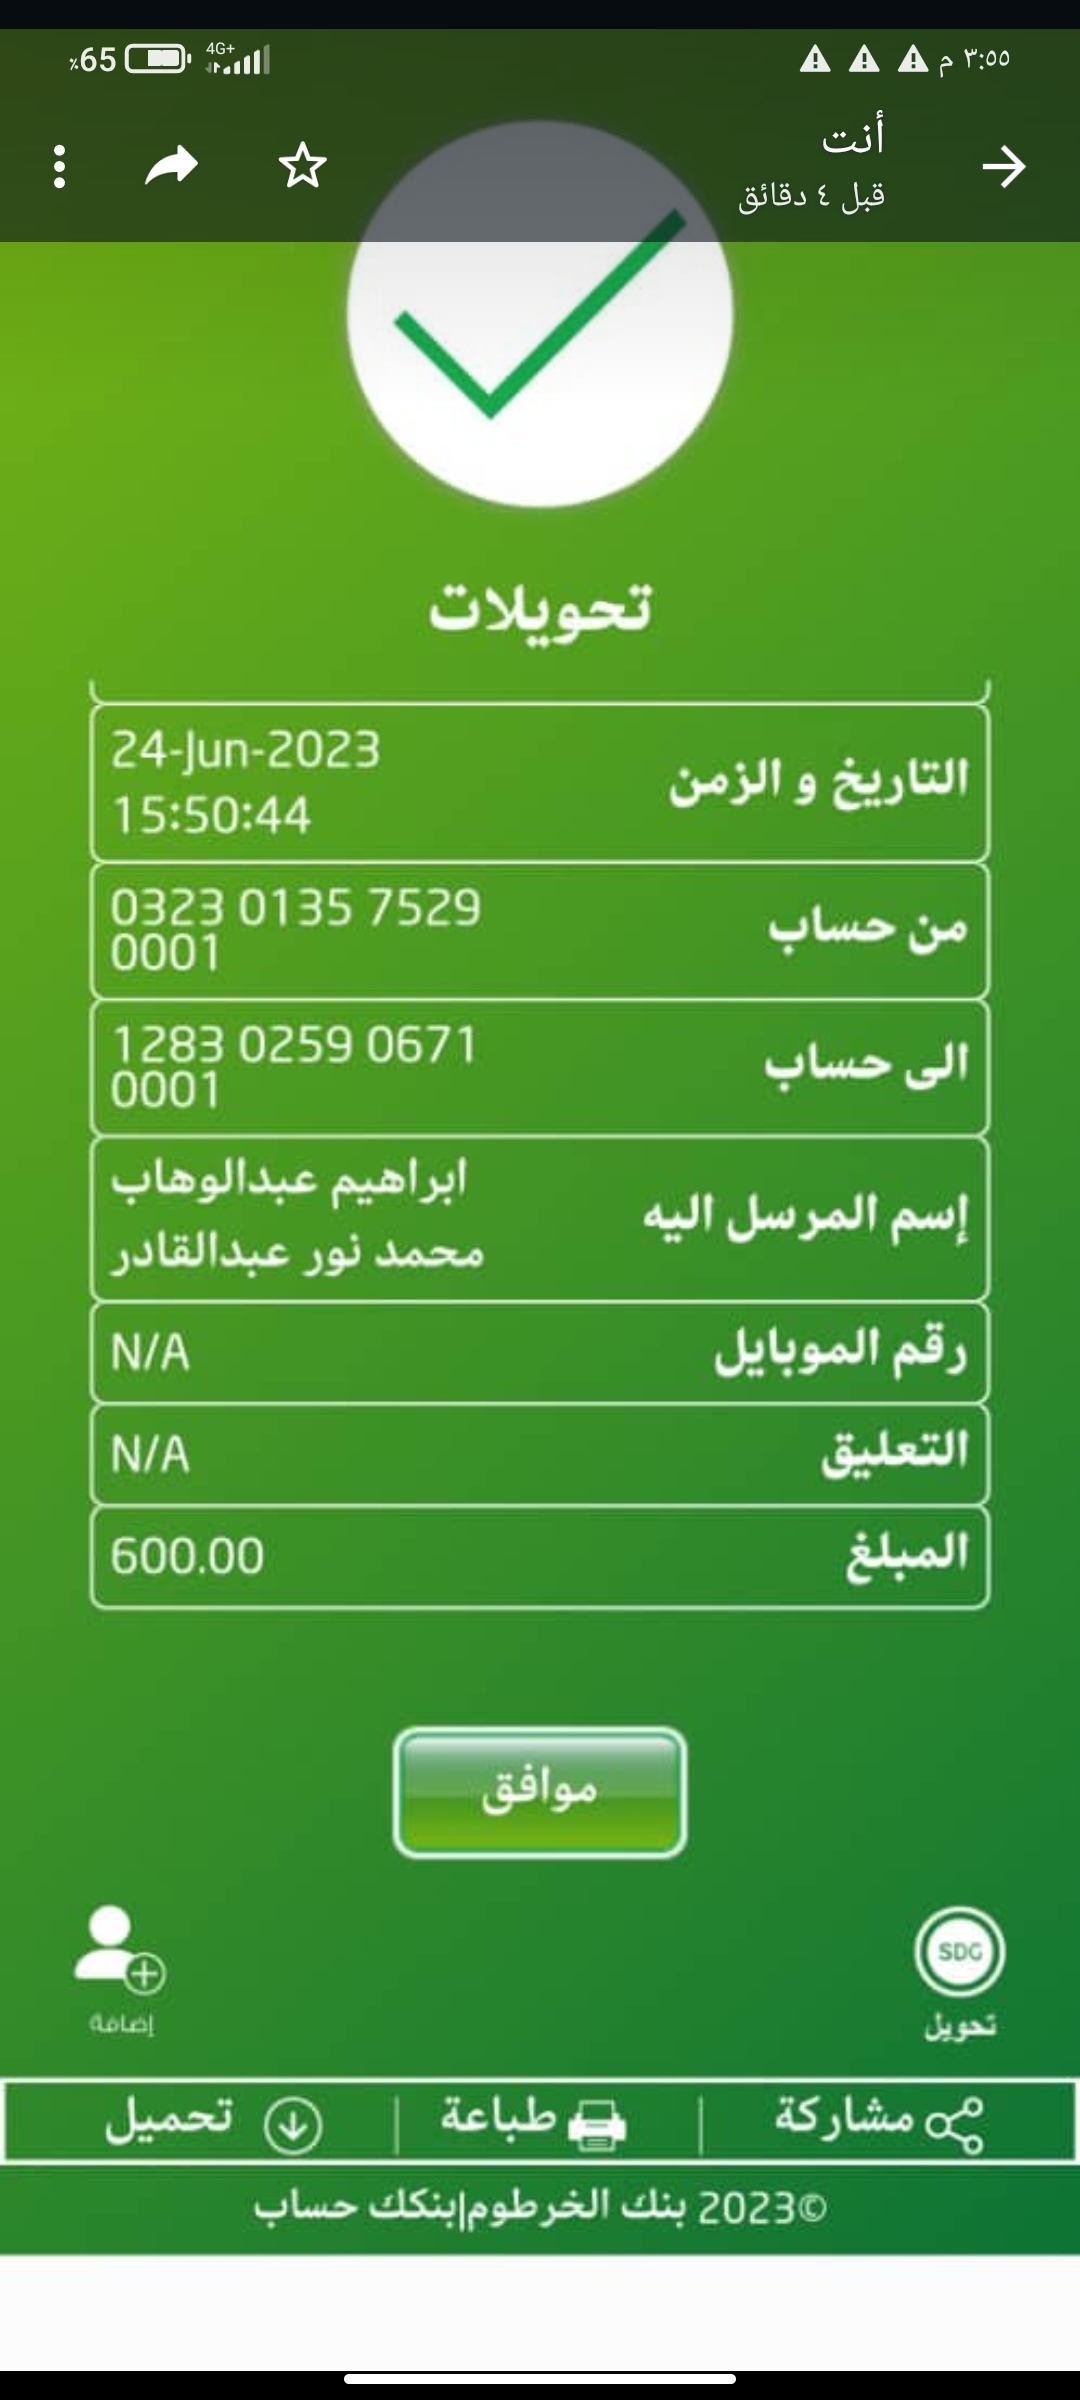 ٣:٥٥ م
4G+
65٪
أنت
قبل ٤ دقائق
تحويلات
التاريخ و الزمن
24-Jun-2023
15:50:44
من حساب
0323 0135 7529
0001
الى حساب
1283 0259 0671
0001
إسم المرسل اليه
ابراهيم عبدالوهاب
محمد نور عبدالقادر
رقم الموبايل
N/A
التعليق
N/A
المبلغ
600.00
موافق
SDG
تحويل
إضافة
مشاركة | طباعة | تحميل
©2023 بنك الخرطوم|بنكك حساب